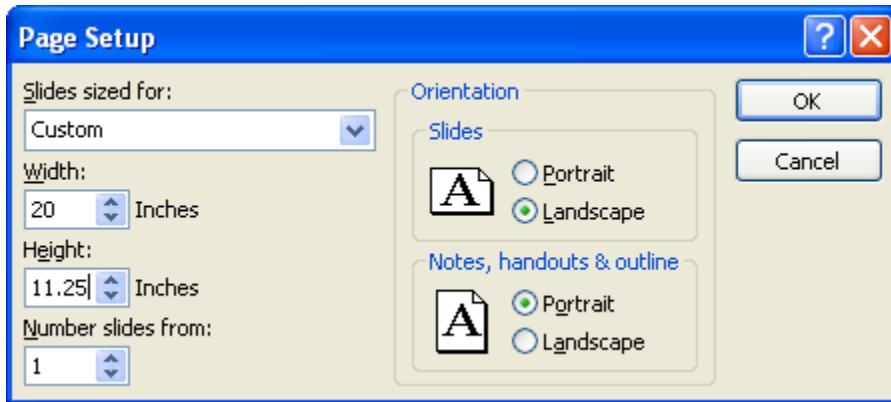 Page Setup
Slides sized for:
Custom
Width:
20 Inches
Height:
11.25 Inches
Number slides from:
1
Orientation
Slides
A
Portrait
Landscape
Notes, handouts & outline
A
Portrait
Landscape
OK
Cancel